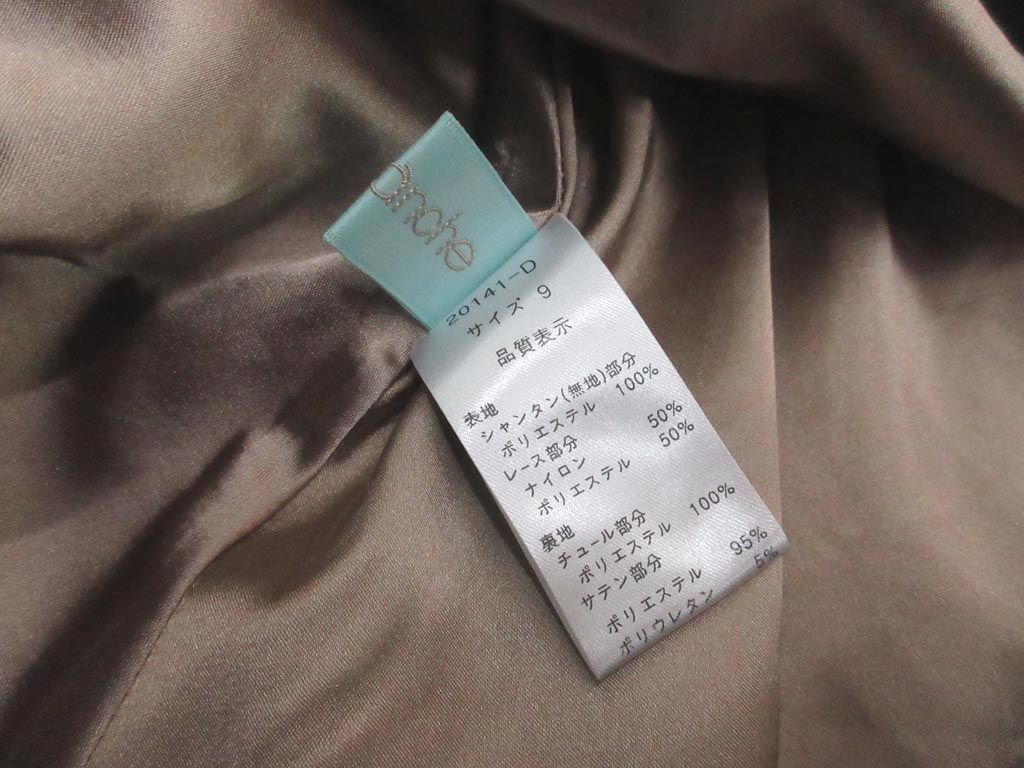 anche
20141-D
サイズ 9
品質表示
表地
シャンタン(無地)部分
ポリエステル 100%
レース部分
ナイロン 50%
ポリエステル 50%
裏地
チュール部分
ポリエステル 100%
サテン部分
ポリエステル 95%
ポリウレタン 5%